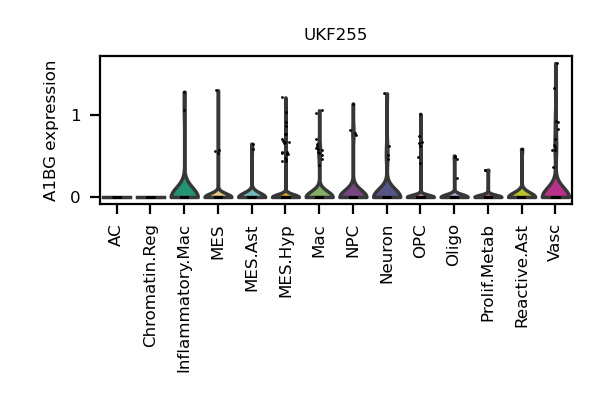 UKF255
A1BG expression
1
0
AC
Chromatin.Reg
Inflammatory.Mac
MES
MES.Ast
MES.Hyp
Mac
NPC
Neuron
OPC
Oligo
Prolif.Metab
Reactive.Ast
Vasc